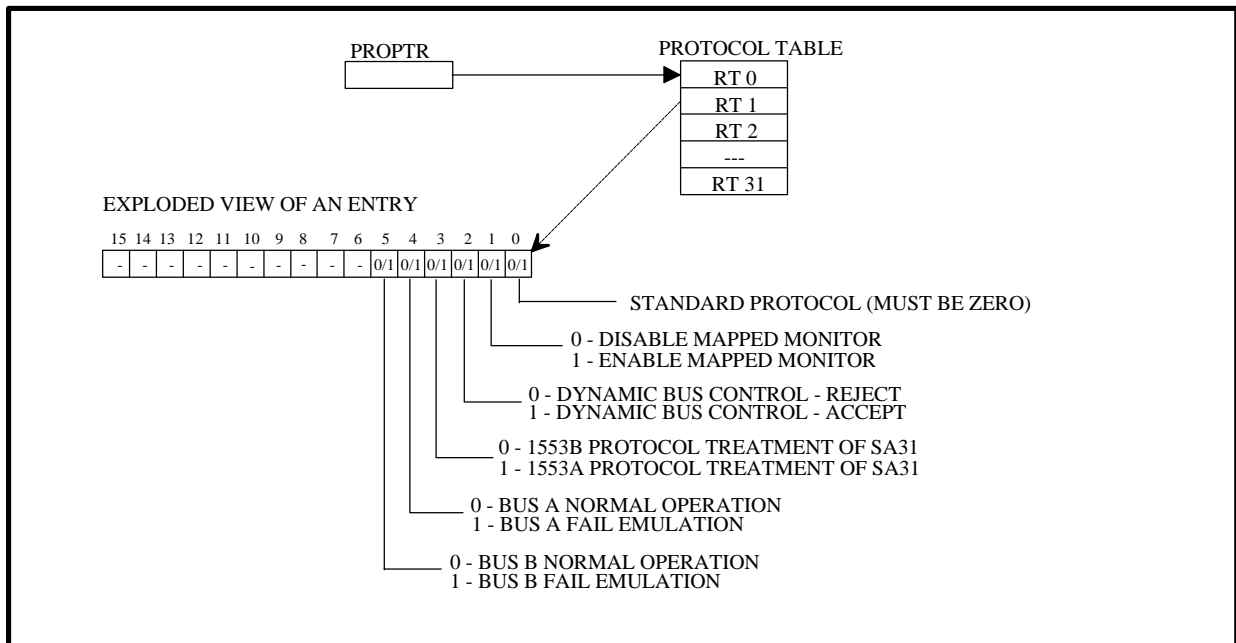 PROPTR
PROTOCOL TABLE
RT 0
RT 1
RT 2
---
RT 31
EXPLODED VIEW OF AN ENTRY
15 14 13 12 11 10 9 8 7 6 5 4 3 2 1 0
- - - - - - - - - - 0/1 0/1 0/1 0/1 0/1 0/1
STANDARD PROTOCOL (MUST BE ZERO)
0 - DISABLE MAPPED MONITOR
1 - ENABLE MAPPED MONITOR
0 - DYNAMIC BUS CONTROL - REJECT
1 - DYNAMIC BUS CONTROL - ACCEPT
0 - 1553B PROTOCOL TREATMENT OF SA31
1 - 1553A PROTOCOL TREATMENT OF SA31
0 - BUS A NORMAL OPERATION
1 - BUS A FAIL EMULATION
0 - BUS B NORMAL OPERATION
1 - BUS B FAIL EMULATION